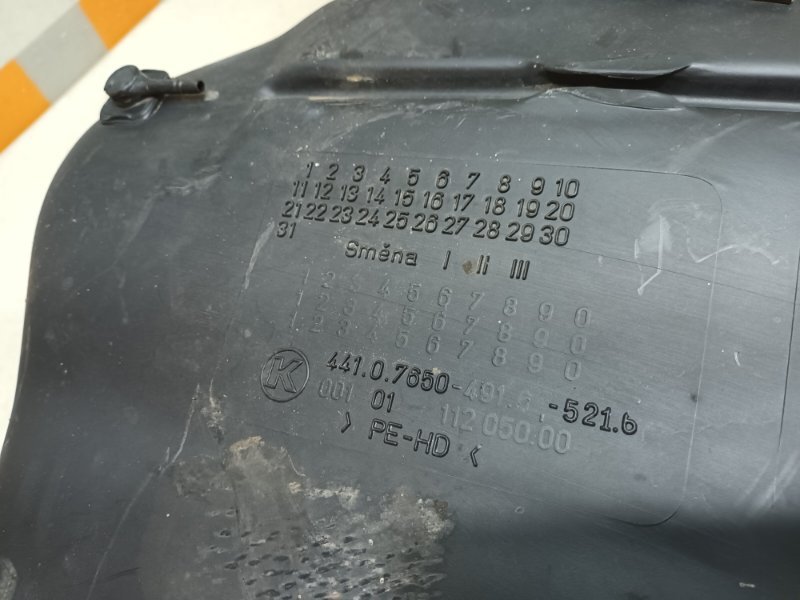 1 2 3 4 5 6 7 8 9 10
11 12 13 14 15 16 17 18 19 20
21 22 23 24 25 26 27 28 29 30
31
Směna I II III
1 2 3 4 5 6 7 8 9 0
1 2 3 4 5 6 7 8 9 0
1 2 3 4 5 6 7 8 9 0
K 441.0.7650-491. -521.6
001 01 112 050.00
> PE-HD <